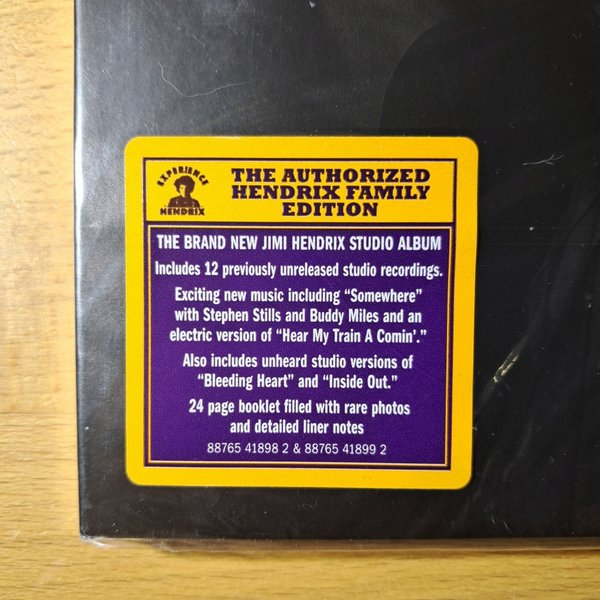 EXPERIENCE
HENDRIX
THE AUTHORIZED
HENDRIX FAMILY
EDITION
THE BRAND NEW JIMI HENDRIX STUDIO ALBUM
Includes 12 previously unreleased studio recordings.
Exciting new music including “Somewhere”
with Stephen Stills and Buddy Miles and an
electric version of “Hear My Train A Comin’.”
Also includes unheard studio versions of
“Bleeding Heart” and “Inside Out.”
24 page booklet filled with rare photos
and detailed liner notes
88765 41898 2 & 88765 41899 2